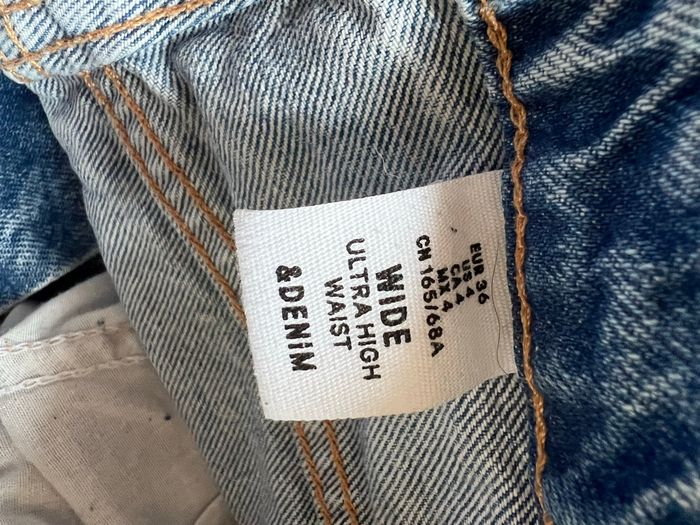 EUR 36
US 4
CA 4
MX 4
CN 165/68A
WIDE
ULTRA HIGH
WAIST
&DENIM